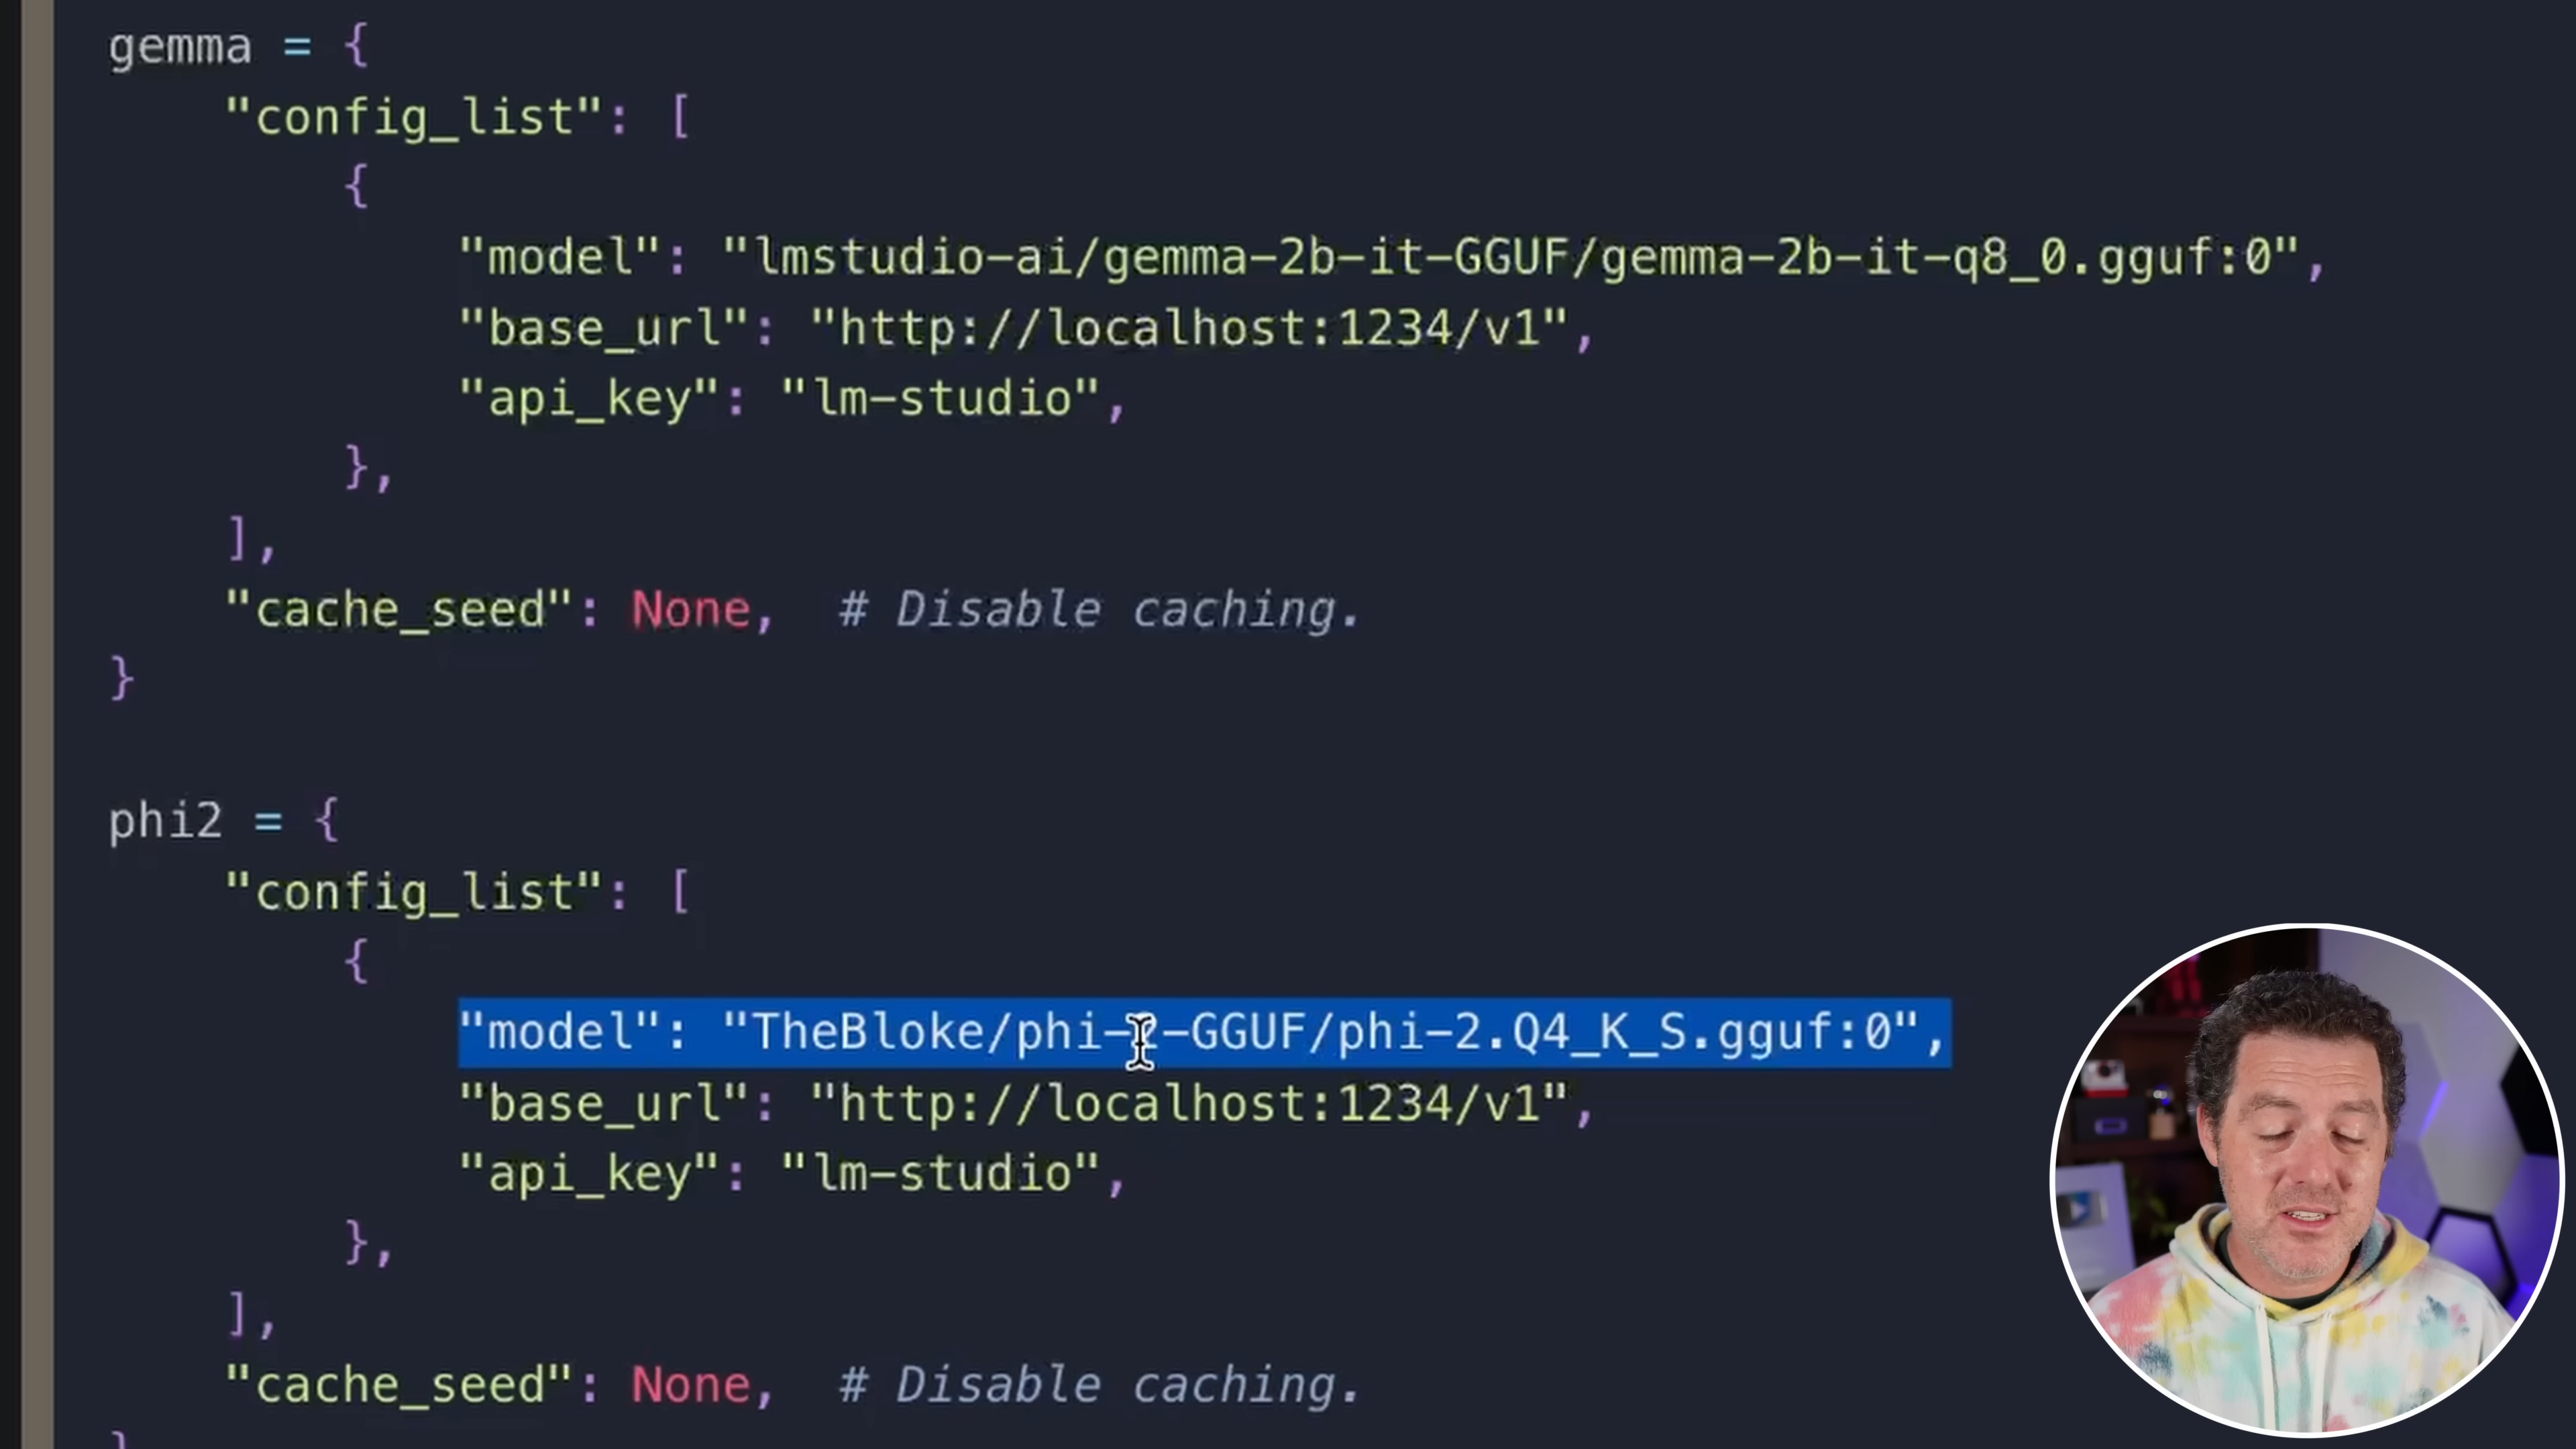 gemma = {
"config_list": [
{
"model": "lmstudio-ai/gemma-2b-it-GGUF/gemma-2b-it-q8_0.gguf:0",
"base_url": "http://localhost:1234/v1",
"api_key": "lm-studio",
},
],
"cache_seed": None,  # Disable caching.
}
phi2 = {
"config_list": [
{
"model": "TheBloke/phi-2-GGUF/phi-2.Q4_K_S.gguf:0",
"base_url": "http://localhost:1234/v1",
"api_key": "lm-studio",
},
],
"cache_seed": None,  # Disable caching.
}